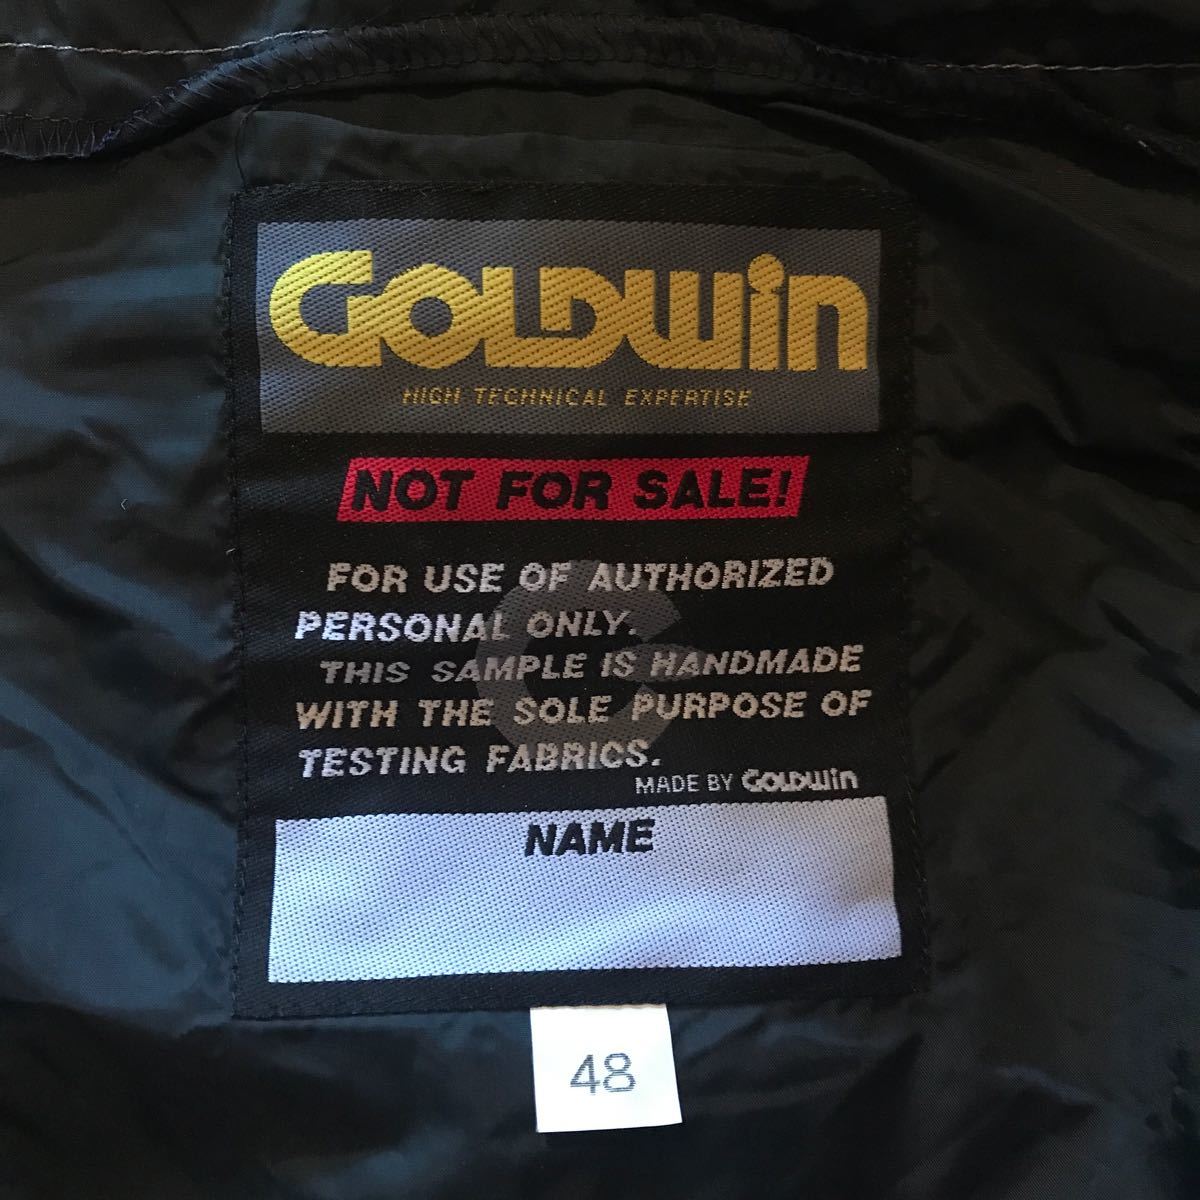 GOLDWin
HIGH TECHNICAL EXPERTISE
NOT FOR SALE!
FOR USE OF AUTHORIZED
PERSONAL ONLY.
THIS SAMPLE IS HANDMADE
WITH THE SOLE PURPOSE OF
TESTING FABRICS.
MADE BY GOLDWin
NAME
48